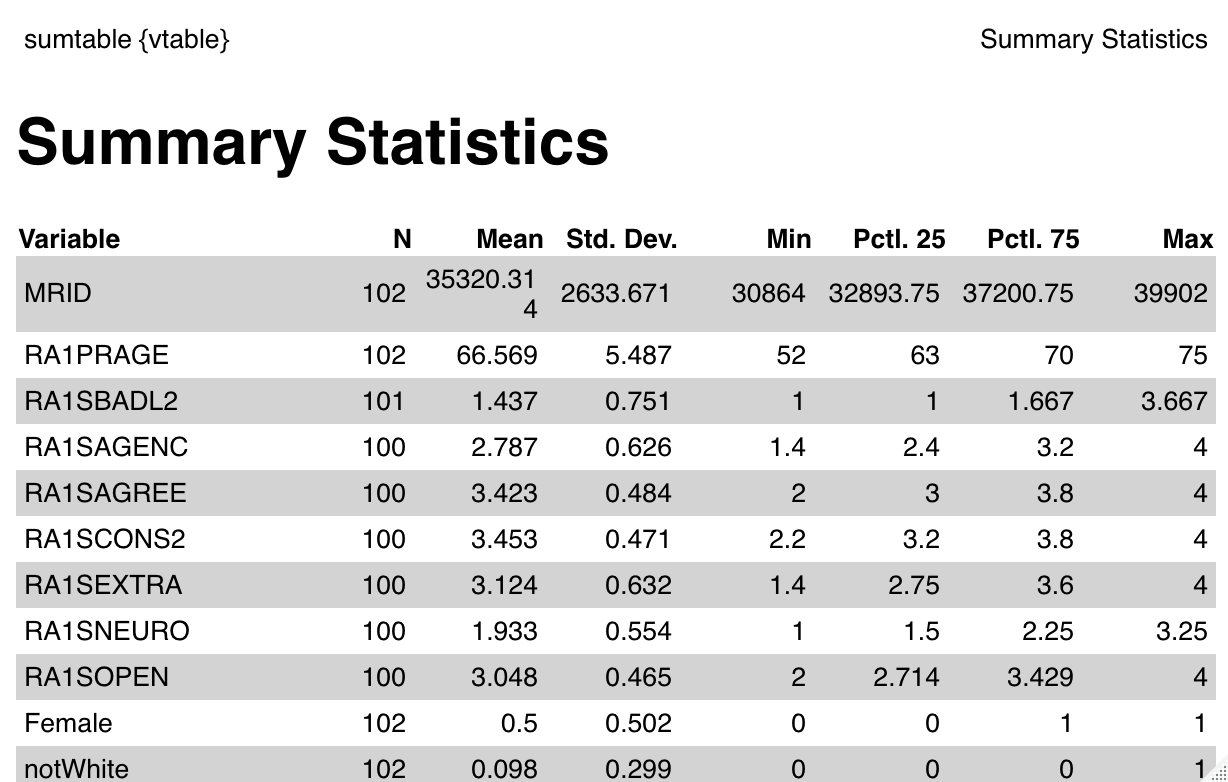 sumtable {vtable} Summary Statistics
Summary Statistics
Variable N Mean Std. Dev. Min Pctl. 25 Pctl. 75 Max
MRID 102 35320.314 2633.671 30864 32893.75 37200.75 39902
RA1PRAGE 102 66.569 5.487 52 63 70 75
RA1SBADL2 101 1.437 0.751 1 1 1.667 3.667
RA1SAGENC 100 2.787 0.626 1.4 2.4 3.2 4
RA1SAGREE 100 3.423 0.484 2 3 3.8 4
RA1SCONS2 100 3.453 0.471 2.2 3.2 3.8 4
RA1SEXTRA 100 3.124 0.632 1.4 2.75 3.6 4
RA1SNEURO 100 1.933 0.554 1 1.5 2.25 3.25
RA1SOPEN 100 3.048 0.465 2 2.714 3.429 4
Female 102 0.5 0.502 0 0 1 1
notWhite 102 0.098 0.299 0 0 0 1